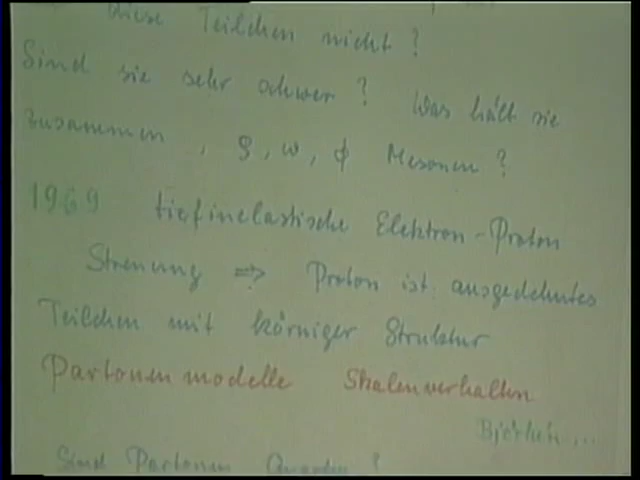 diese Teilchen nicht?
Sind sie sehr schwer? Was hält sie
zusammen, ρ, ω, φ Mesonen?
1969 tiefinelastische Elektron-Proton
Streuung ⇒ Proton ist ausgedehntes
Teilchen mit körniger Struktur
Partonenmodelle Skalenverhalten
Sind Partonen Quarks?